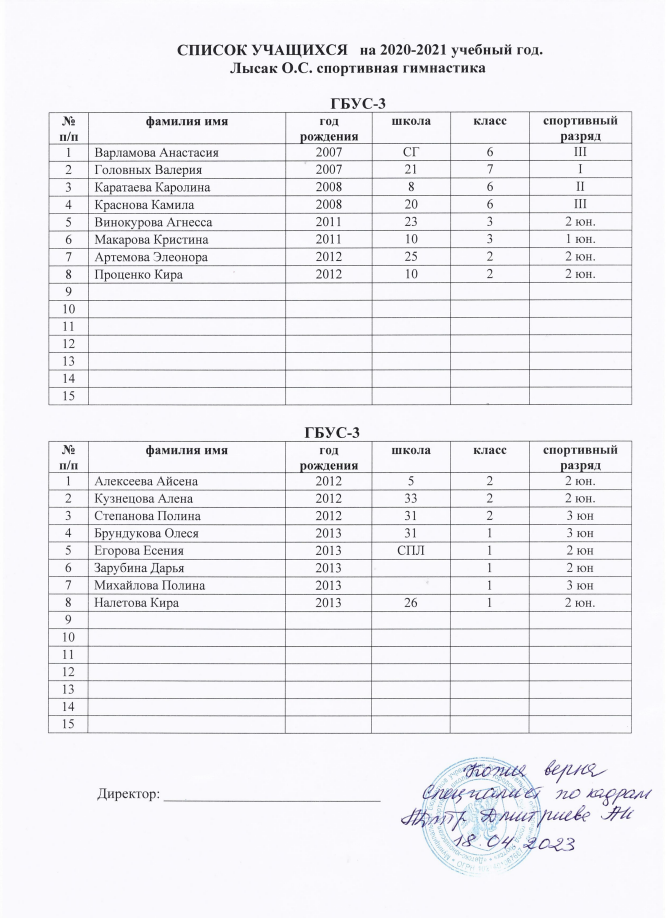 СПИСОК УЧАЩИХСЯ на 2020-2021 учебный год.
Лысак О.С. спортивная гимнастика
ГБУС-3
№ п/п фамилия имя год рождения школа класс спортивный разряд
1 Варламова Анастасия 2007 СГ 6 III
2 Головных Валерия 2007 21 7 I
3 Каратаева Каролина 2008 8 6 II
4 Краснова Камила 2008 20 6 III
5 Винокурова Агнесса 2011 23 3 2 юн.
6 Макарова Кристина 2011 10 3 1 юн.
7 Артемова Элеонора 2012 25 2 2 юн.
8 Проценко Кира 2012 10 2 2 юн.
9
10
11
12
13
14
15
ГБУС-3
№ п/п фамилия имя год рождения школа класс спортивный разряд
1 Алексеева Айсена 2012 5 2 2 юн.
2 Кузнецова Алена 2012 33 2 2 юн.
3 Степанова Полина 2012 31 2 3 юн
4 Брундукова Олеся 2013 31 1 3 юн
5 Егорова Есения 2013 СПЛ 1 2 юн
6 Зарубина Дарья 2013 1 2 юн
7 Михайлова Полина 2013 1 3 юн
8 Налетова Кира 2013 26 1 2 юн.
9
10
11
12
13
14
15
Директор:
Копия верна
Специалист по кадрам
Дмитриева
18.04.2023